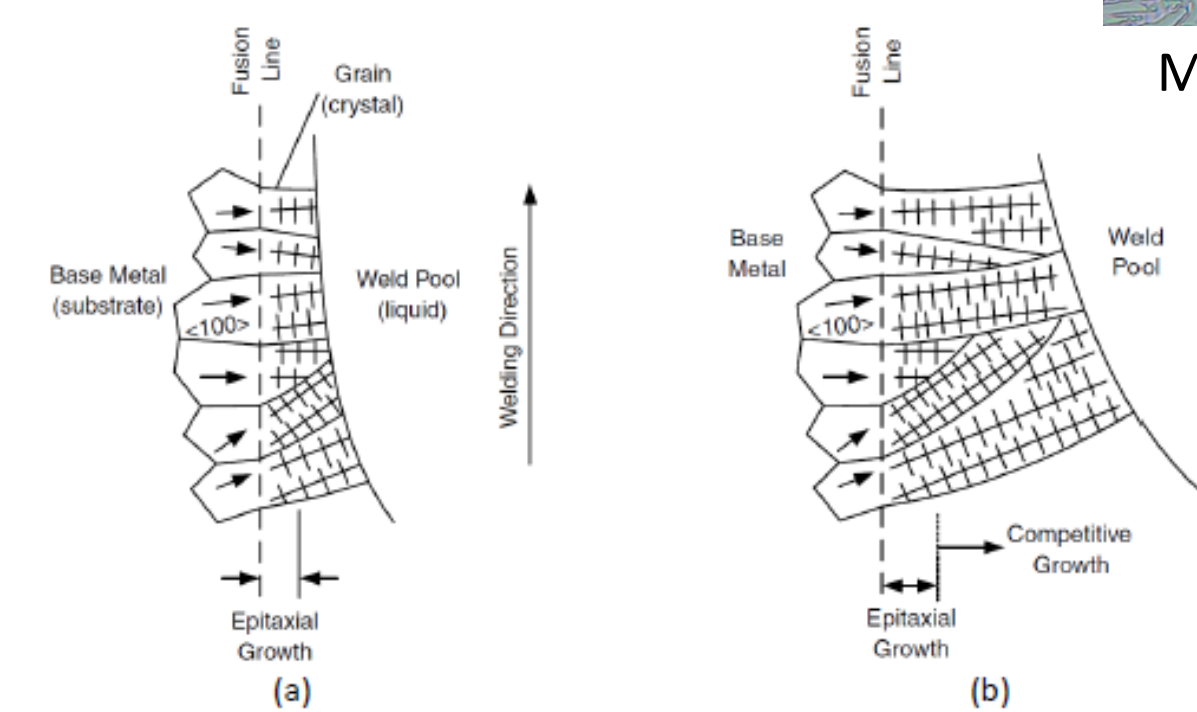 Fusion
Line
Grain
(crystal)
Base Metal
(substrate)
<100>
Weld Pool
(liquid)
Welding Direction
Epitaxial
Growth
(a)
Fusion
Line
M
Base
Metal
<100>
Weld
Pool
Competitive
Growth
Epitaxial
Growth
(b)